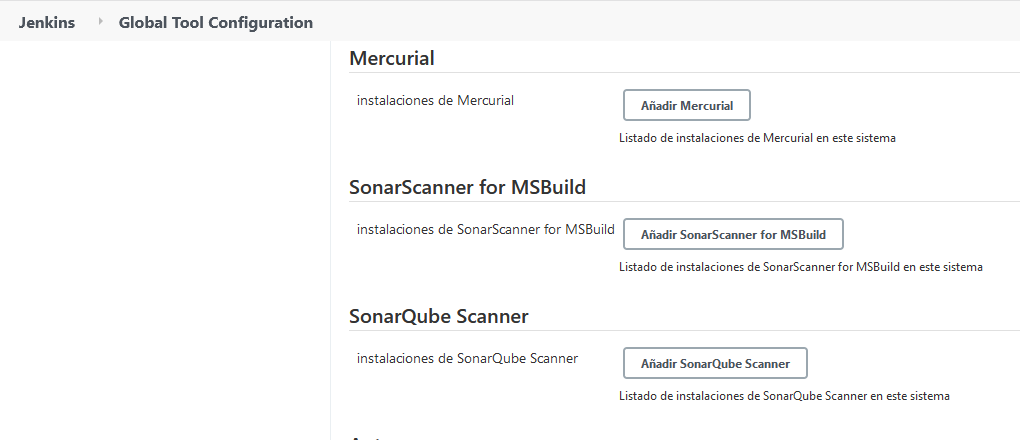 Jenkins Global Tool Configuration
Mercurial
instalaciones de Mercurial
Añadir Mercurial
Listado de instalaciones de Mercurial en este sistema
SonarScanner for MSBuild
instalaciones de SonarScanner for MSBuild
Añadir SonarScanner for MSBuild
Listado de instalaciones de SonarScanner for MSBuild en este sistema
SonarQube Scanner
instalaciones de SonarQube Scanner
Añadir SonarQube Scanner
Listado de instalaciones de SonarQube Scanner en este sistema